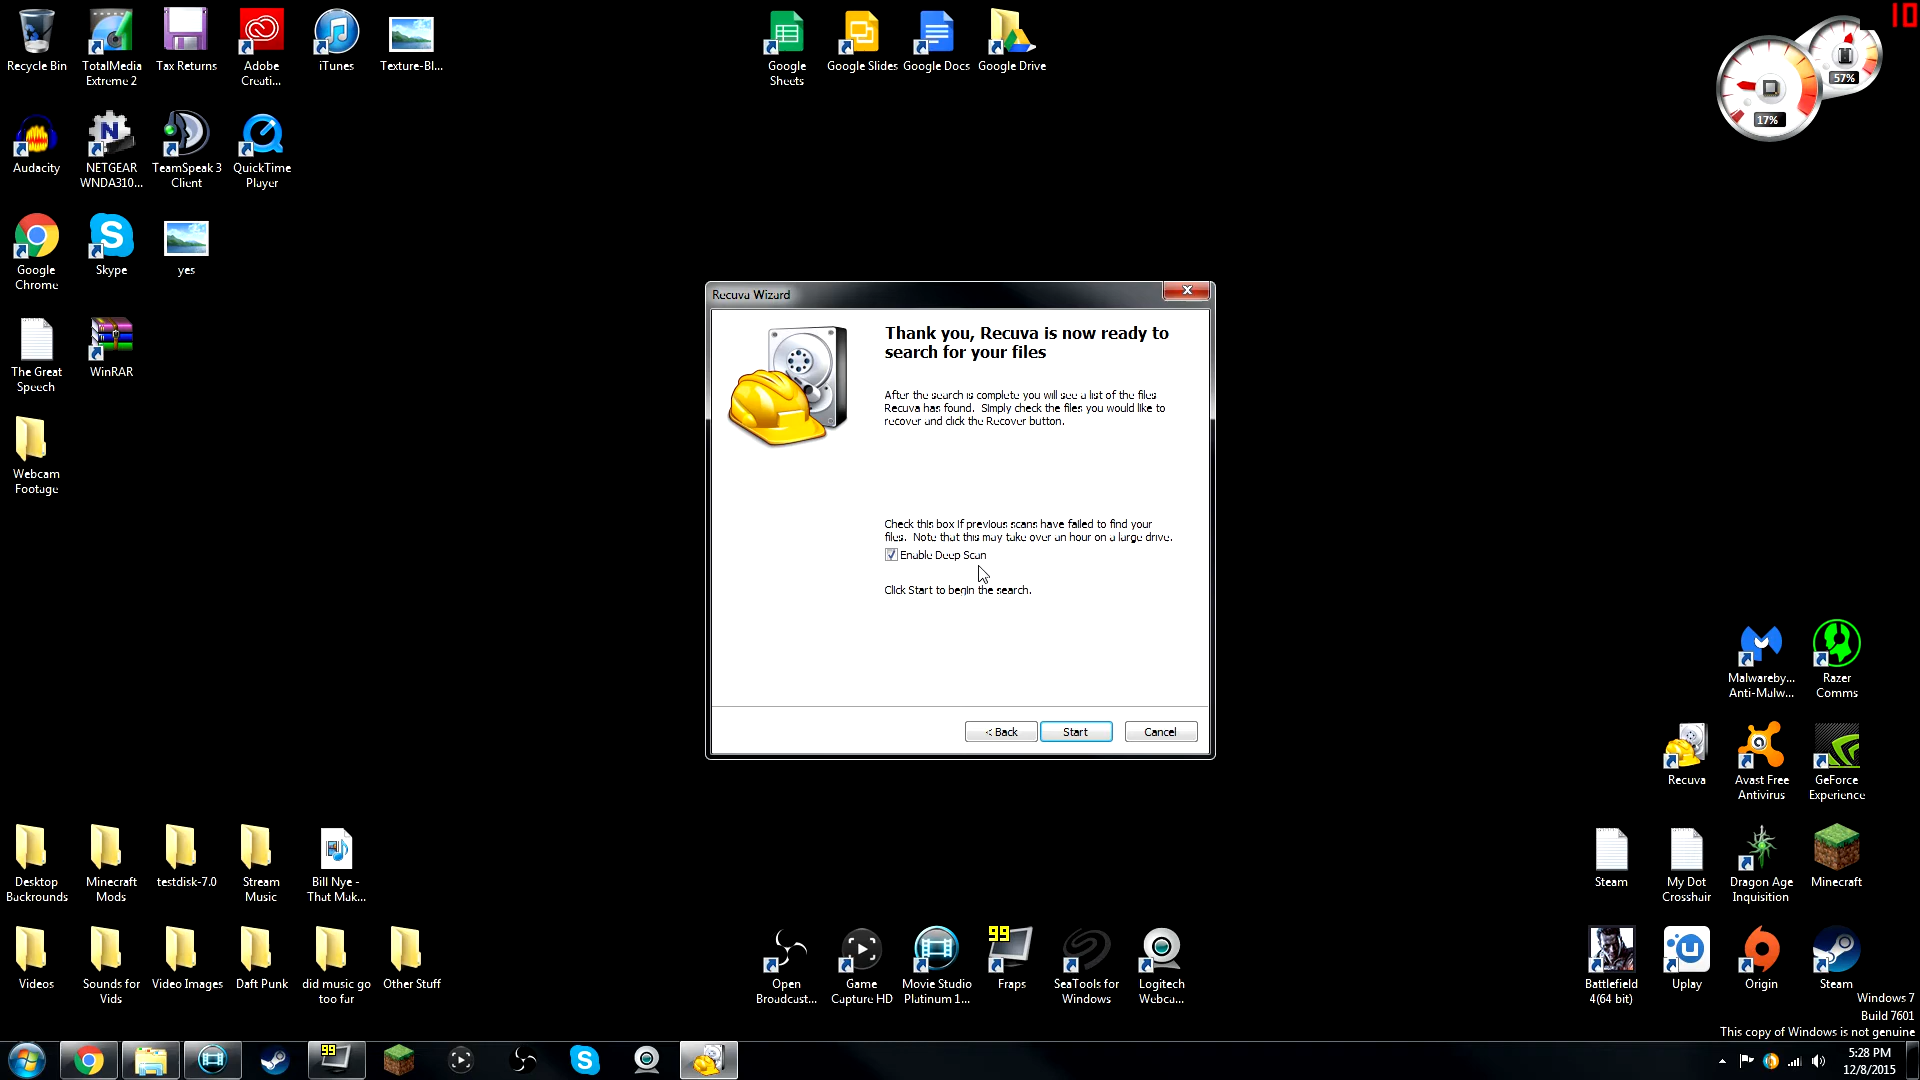 Recycle Bin
TotalMedia
Extreme 2
Tax Returns
Adobe
Creati...
iTunes
Texture-Bl...
Google
Sheets
Google Slides
Google Docs
Google Drive
10
57%
17%
Audacity
NETGEAR
WNDA310...
TeamSpeak 3
Client
QuickTime
Player
Google
Chrome
Skype
yes
The Great
Speech
WinRAR
Webcam
Footage
Recuva Wizard
Thank you, Recuva is now ready to
search for your files
After the search is complete you will see a list of the files
Recuva has found. Simply check the files you would like to
recover and click the Recover button.
Check this box if previous scans have failed to find your
files. Note that this may take over an hour on a large drive.
Enable Deep Scan
Click Start to begin the search.
< Back
Start
Cancel
Malwareby...
Anti-Malw...
Razer
Comms
Recuva
Avast Free
Antivirus
GeForce
Experience
Desktop
Backrounds
Minecraft
Mods
testdisk-7.0
Stream
Music
Bill Nye -
That Mak...
Steam
My Dot
Crosshair
Dragon Age
Inquisition
Minecraft
Videos
Sounds for
Vids
Video Images
Daft Punk
did music go
too far
Other Stuff
Open
Broadcast...
Game
Capture HD
Movie Studio
Platinum 1...
99
Fraps
SeaTools for
Windows
Logitech
Webca...
Battlefield
4(64 bit)
Uplay
Origin
Steam
Windows 7
Build 7601
This copy of Windows is not genuine
99
5:28 PM
12/8/2015